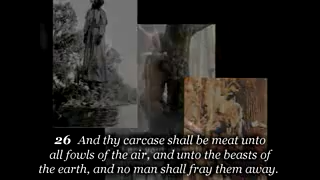 26 And thy carcase shall be meat unto
all fowls of the air, and unto the beasts of
the earth, and no man shall fray them away.